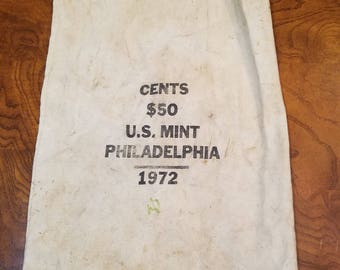 CENTS
$50
U.S. MINT
PHILADELPHIA
1972